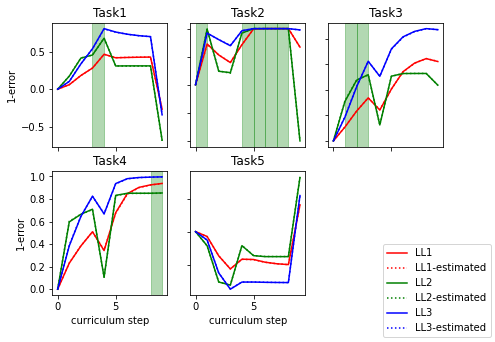 Task1
Task2
Task3
1-error
0.5
0.0
−0.5
Task4
Task5
1-error
1.0
0.8
0.6
0.4
0.2
0.0
0
5
curriculum step
0
5
curriculum step
LL1
LL1-estimated
LL2
LL2-estimated
LL3
LL3-estimated